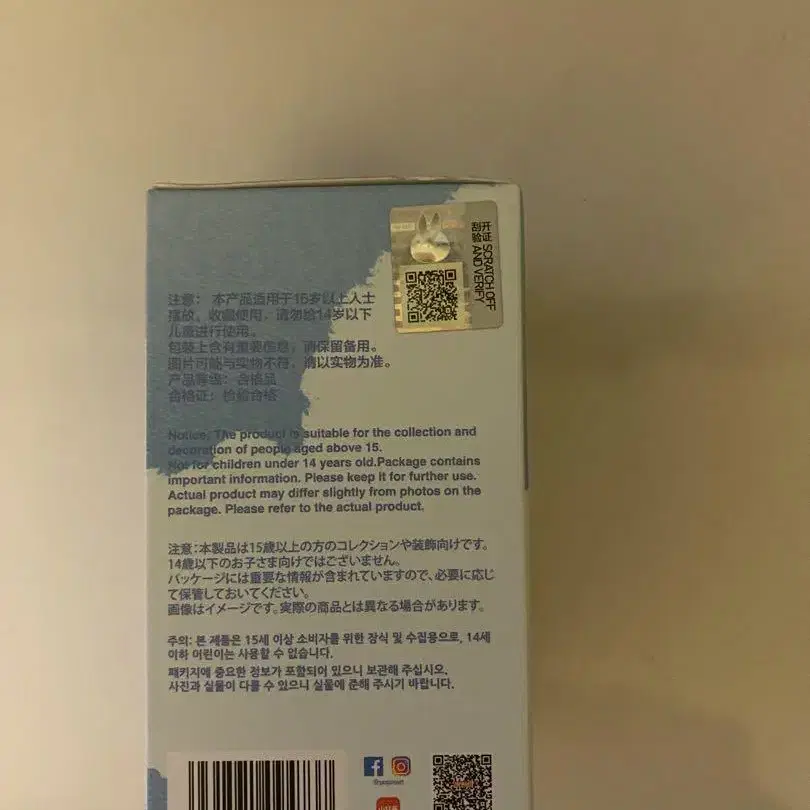 开 SCRATCH OFF
刮
证 AND VERIFY
验
注意： 本产品适用于15岁以上人士
摆放、收藏使用，请勿给14岁以下
儿童进行使用。
包装上含有重要信息，请保留备用。
图片可能与实物不符，请以实物为准。
产品等级：合格品
合格证：检验合格
Notice: The product is suitable for the collection and
decoration of people aged above 15.
Not for children under 14 years old.Package contains
important information. Please keep it for further use.
Actual product may differ slightly from photos on the
package. Please refer to the actual product.
注意：本製品は15歳以上の方のコレクションや装飾向けです。
14歳以下のお子さま向けではございません。
パッケージには重要な情報が含まれていますので、必要に応じ
て保管しておいてください。
画像はイメージです。実際の商品とは異なる場合があります。
주의: 본 제품은 15세 이상 소비자를 위한 장식 및 수집용으로, 14세
이하 어린이는 사용할 수 없습니다.
패키지에 중요한 정보가 포함되어 있으니 보관해 주십시오.
사진과 실물이 다를 수 있으니 실물에 준해 주시기 바랍니다.